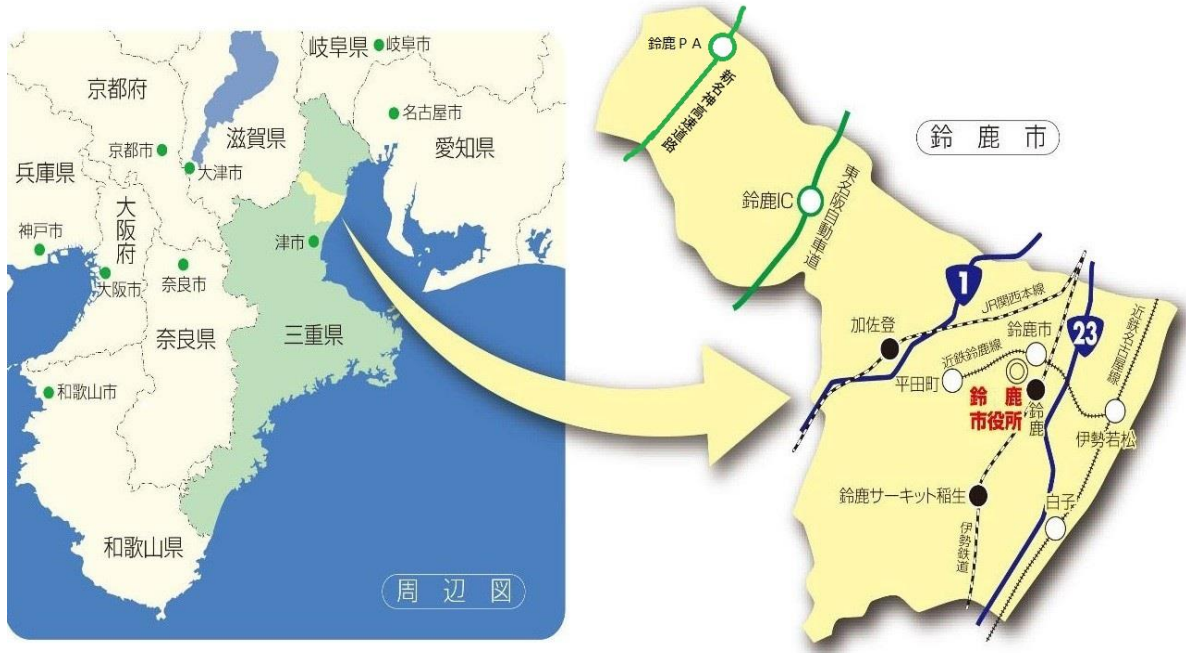 岐阜県
岐阜市
京都府
名古屋市
滋賀県
愛知県
京都市
兵庫県
大津市
大阪府
神戸市
津市
大阪市
奈良市
三重県
奈良県
和歌山市
和歌山県
周辺図
鈴鹿PA
新名神高速道路
鈴鹿市
鈴鹿IC
東名阪自動車道
1
JR関西本線
加佐登
鈴鹿市
23
近鉄名古屋線
近鉄鈴鹿線
平田町
鈴鹿
市役所
鈴鹿
伊勢若松
鈴鹿サーキット稲生
白子
伊勢鉄道